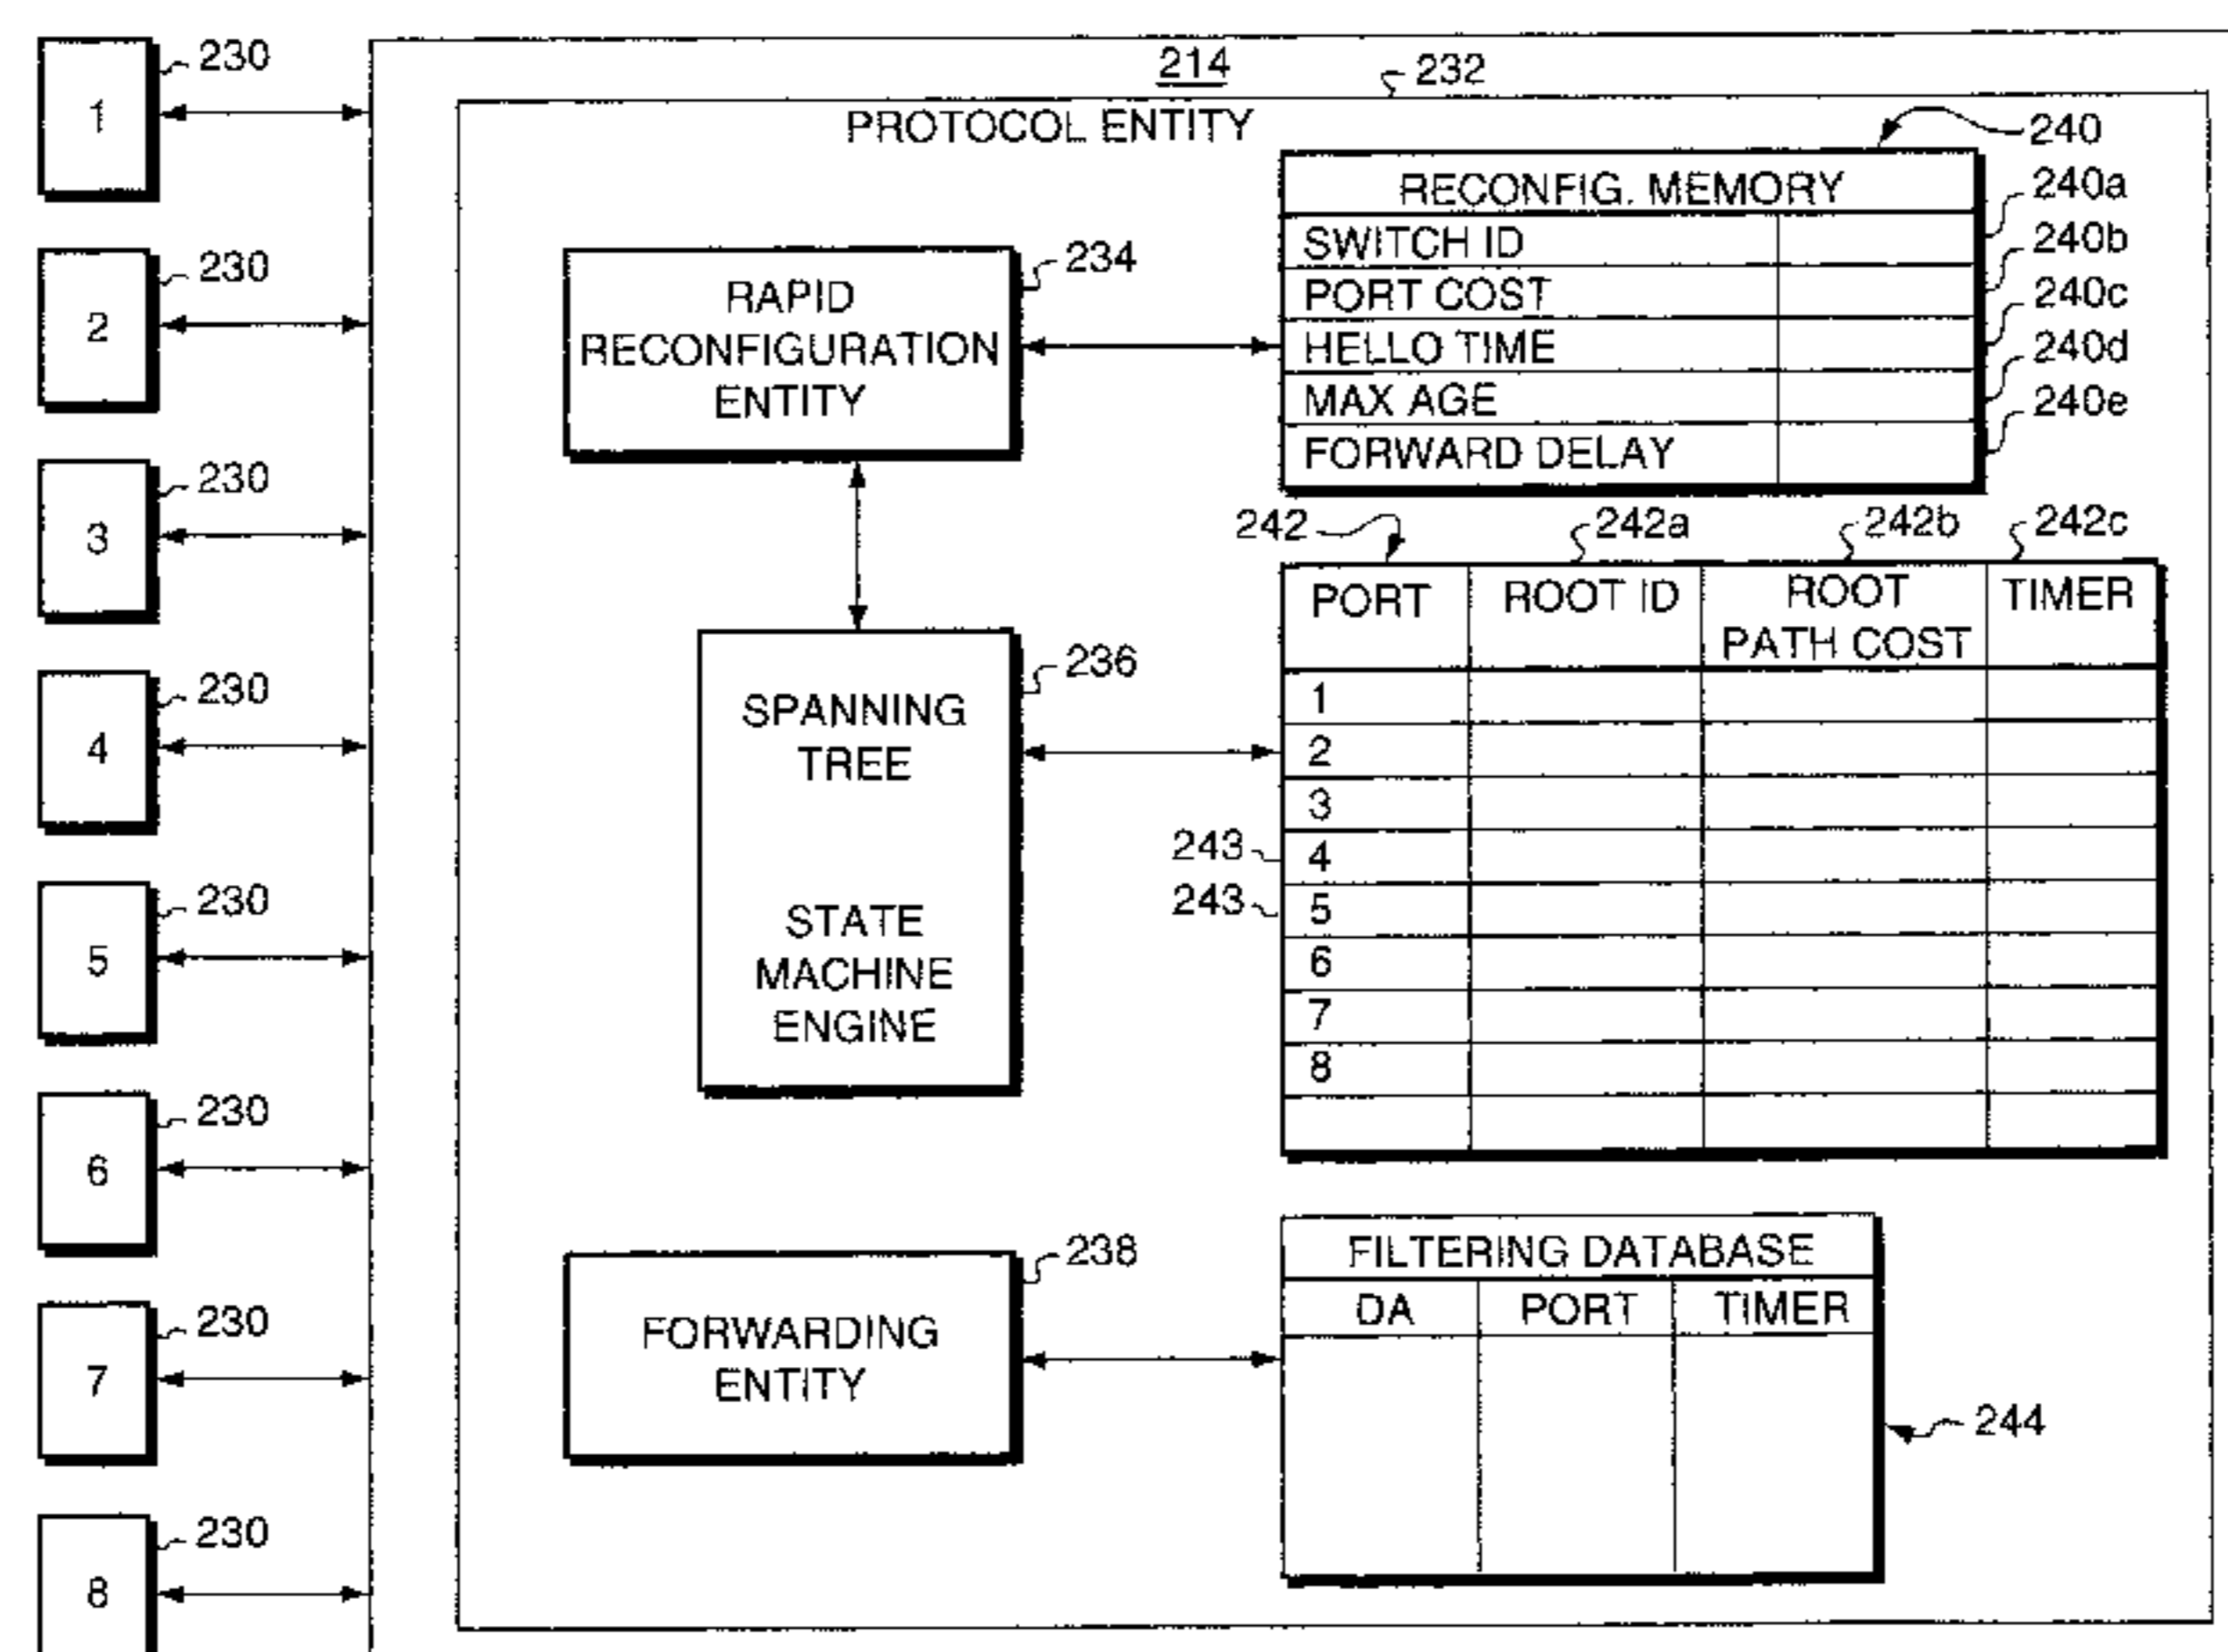 214
232
PROTOCOL ENTITY
1
230
2
230
3
230
4
230
5
230
6
230
7
230
8
230
RAPID
RECONFIGURATION
ENTITY
234
SPANNING
TREE
STATE
MACHINE
ENGINE
236
FORWARDING
ENTITY
238
240
RECONFIG. MEMORY
SWITCH ID
240a
PORT COST
240b
HELLO TIME
240c
MAX AGE
240d
FORWARD DELAY
240e
242
242a
242b
242c
PORT
ROOT ID
ROOT
PATH COST
TIMER
1
2
3
243
4
243
5
6
7
8
FILTERING DATABASE
DA
PORT
TIMER
244